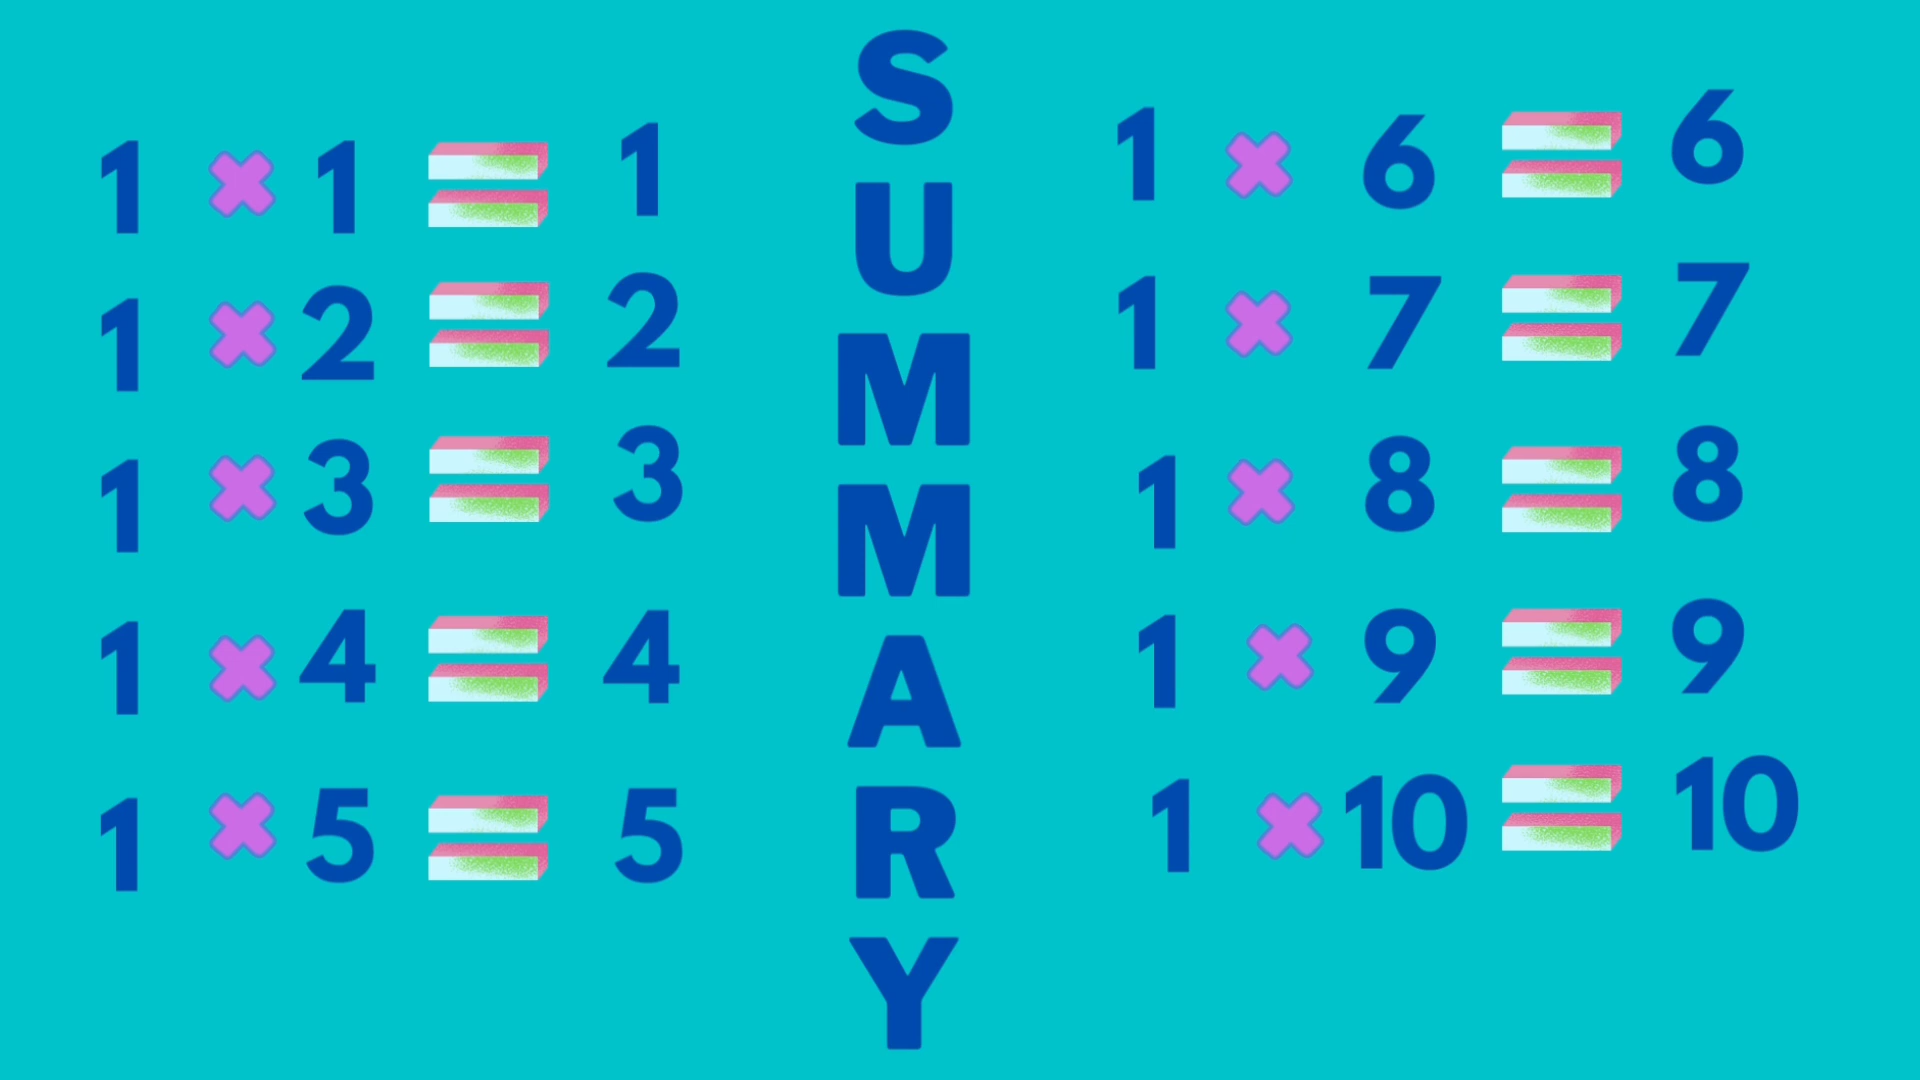 1 × 1 = 1
1 × 2 = 2
1 × 3 = 3
1 × 4 = 4
1 × 5 = 5
SUMMARY
1 × 6 = 6
1 × 7 = 7
1 × 8 = 8
1 × 9 = 9
1 × 10 = 10